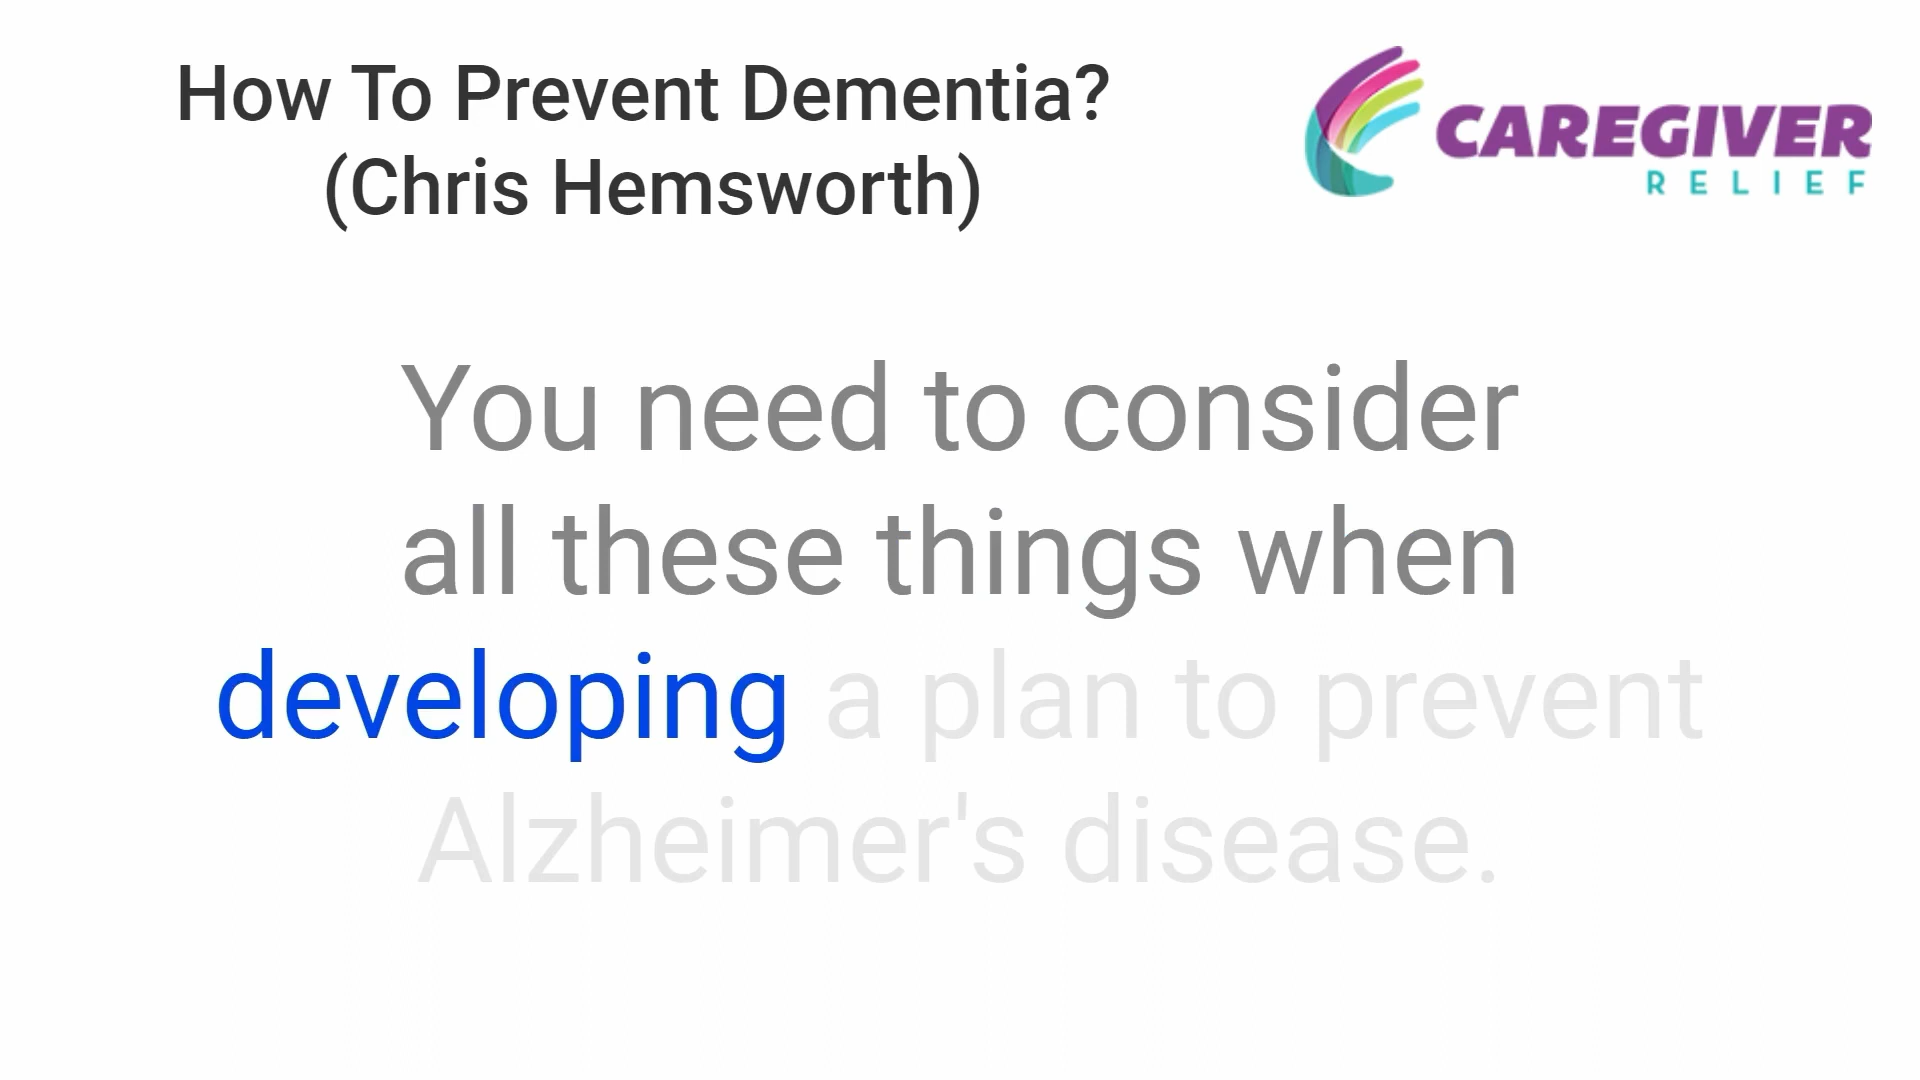 How To Prevent Dementia?
(Chris Hemsworth)
CAREGIVER
RELIEF
You need to consider
all these things when
developing a plan to prevent
Alzheimer's disease.